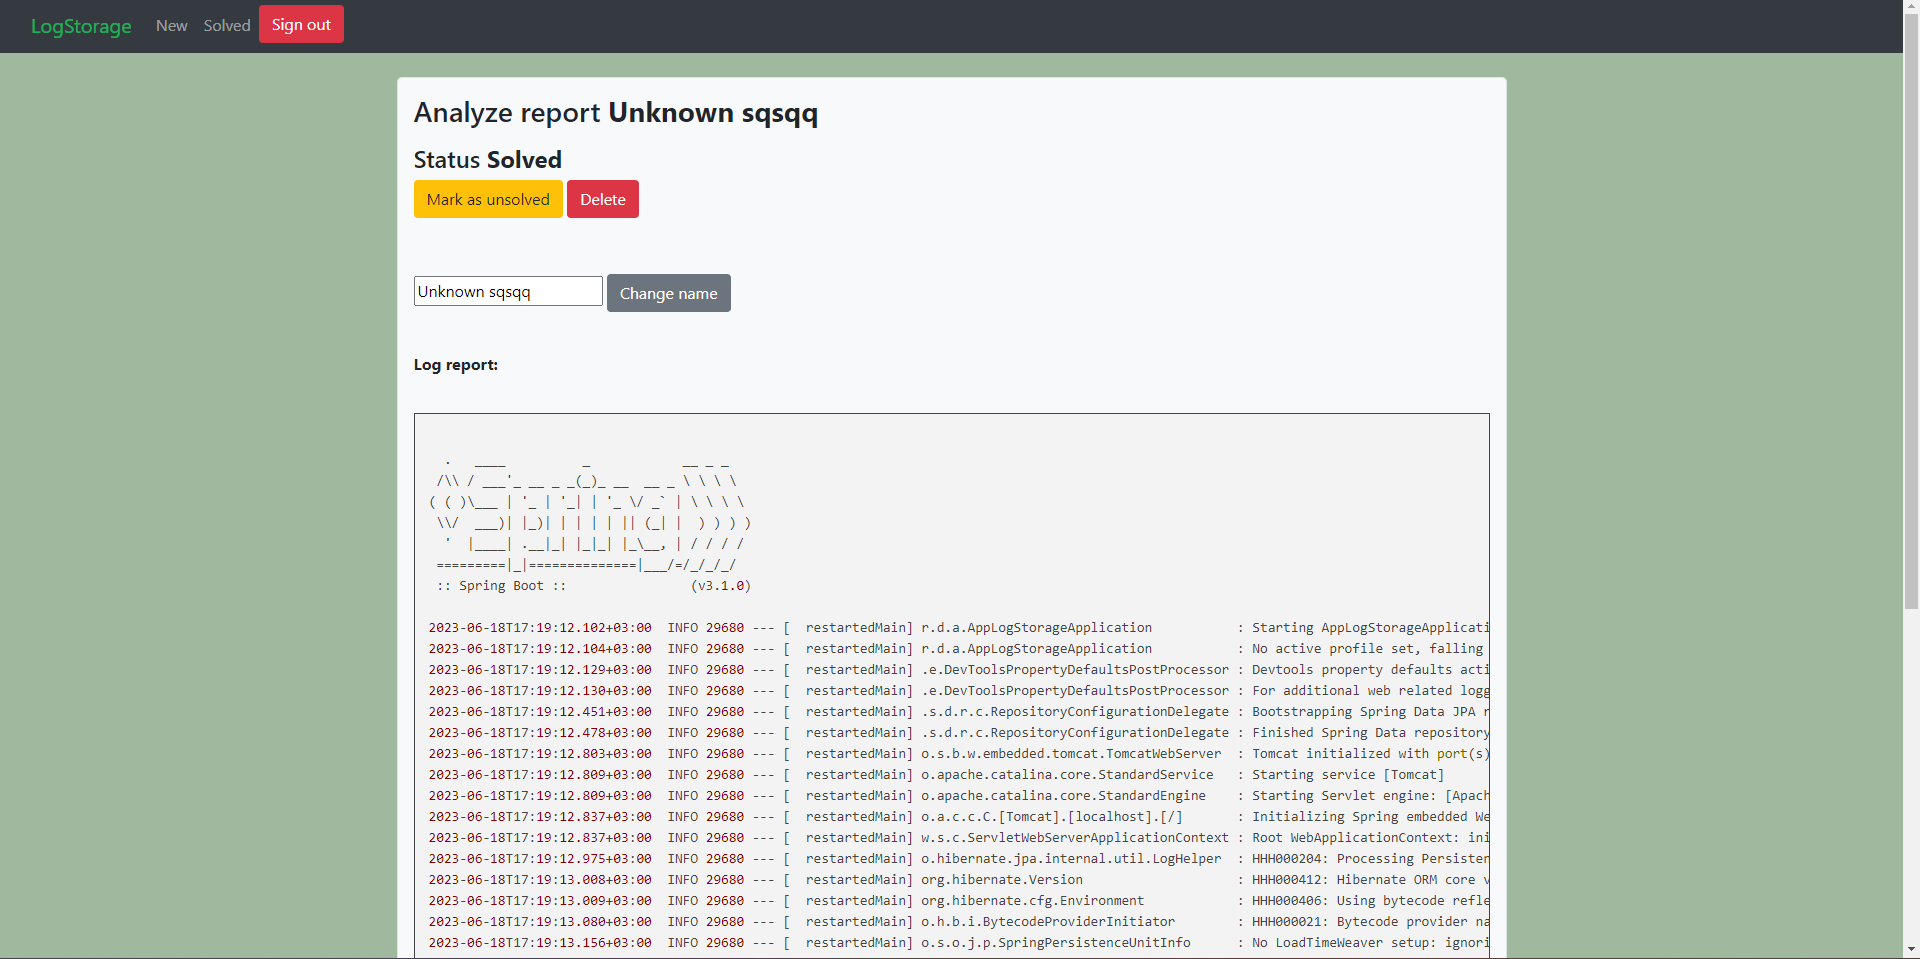 LogStorage New Solved Sign out
Analyze report Unknown sqsqq
Status Solved
Mark as unsolved Delete
Unknown sqsqq Change name
Log report:
  .   ____          _            __ _ _
 /\\ / ___'_ __ _ _(_)_ __  __ _ \ \ \ \
( ( )\___ | '_ | '_| | '_ \/ _` | \ \ \ \
 \\/  ___)| |_)| | | | | || (_| |  ) ) ) )
  '  |____| .__|_| |_|_| |_\__, | / / / /
 =========|_|==============|___/=/_/_/_/
 :: Spring Boot ::                (v3.1.0)
2023-06-18T17:19:12.102+03:00  INFO 29680 --- [  restartedMain] r.d.a.AppLogStorageApplication           : Starting AppLogStorageApplicati
2023-06-18T17:19:12.104+03:00  INFO 29680 --- [  restartedMain] r.d.a.AppLogStorageApplication           : No active profile set, falling
2023-06-18T17:19:12.129+03:00  INFO 29680 --- [  restartedMain] .e.DevToolsPropertyDefaultsPostProcessor : Devtools property defaults acti
2023-06-18T17:19:12.130+03:00  INFO 29680 --- [  restartedMain] .e.DevToolsPropertyDefaultsPostProcessor : For additional web related logg
2023-06-18T17:19:12.451+03:00  INFO 29680 --- [  restartedMain] .s.d.r.c.RepositoryConfigurationDelegate : Bootstrapping Spring Data JPA r
2023-06-18T17:19:12.478+03:00  INFO 29680 --- [  restartedMain] .s.d.r.c.RepositoryConfigurationDelegate : Finished Spring Data repository
2023-06-18T17:19:12.803+03:00  INFO 29680 --- [  restartedMain] o.s.b.w.embedded.tomcat.TomcatWebServer  : Tomcat initialized with port(s)
2023-06-18T17:19:12.809+03:00  INFO 29680 --- [  restartedMain] o.apache.catalina.core.StandardService   : Starting service [Tomcat]
2023-06-18T17:19:12.809+03:00  INFO 29680 --- [  restartedMain] o.apache.catalina.core.StandardEngine    : Starting Servlet engine: [Apach
2023-06-18T17:19:12.837+03:00  INFO 29680 --- [  restartedMain] o.a.c.c.C.[Tomcat].[localhost].[/]       : Initializing Spring embedded We
2023-06-18T17:19:12.837+03:00  INFO 29680 --- [  restartedMain] w.s.c.ServletWebServerApplicationContext : Root WebApplicationContext: ini
2023-06-18T17:19:12.975+03:00  INFO 29680 --- [  restartedMain] o.hibernate.jpa.internal.util.LogHelper  : HHH000204: Processing Persisten
2023-06-18T17:19:13.008+03:00  INFO 29680 --- [  restartedMain] org.hibernate.Version                    : HHH000412: Hibernate ORM core v
2023-06-18T17:19:13.009+03:00  INFO 29680 --- [  restartedMain] org.hibernate.cfg.Environment            : HHH000406: Using bytecode refle
2023-06-18T17:19:13.080+03:00  INFO 29680 --- [  restartedMain] o.h.b.i.BytecodeProviderInitiator        : HHH000021: Bytecode provider na
2023-06-18T17:19:13.156+03:00  INFO 29680 --- [  restartedMain] o.s.o.j.p.SpringPersistenceUnitInfo      : No LoadTimeWeaver setup: ignori